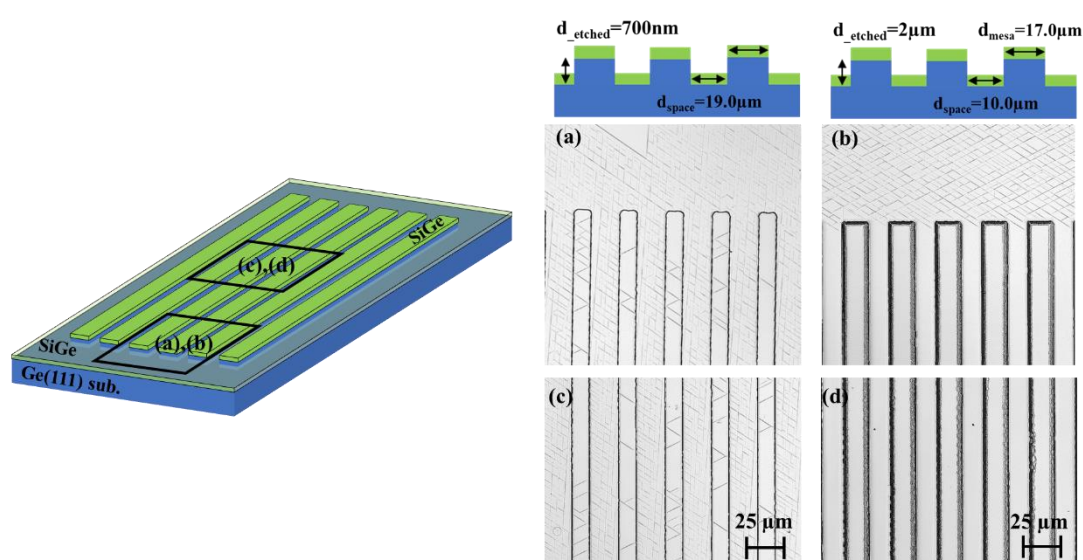 d_etched=700nm
d_space=19.0μm
d_etched=2μm
d_mesa=17.0μm
d_space=10.0μm
(a)
(b)
SiGe
(c),(d)
(a),(b)
SiGe
Ge(111) sub.
(c)
25 μm
(d)
25 μm